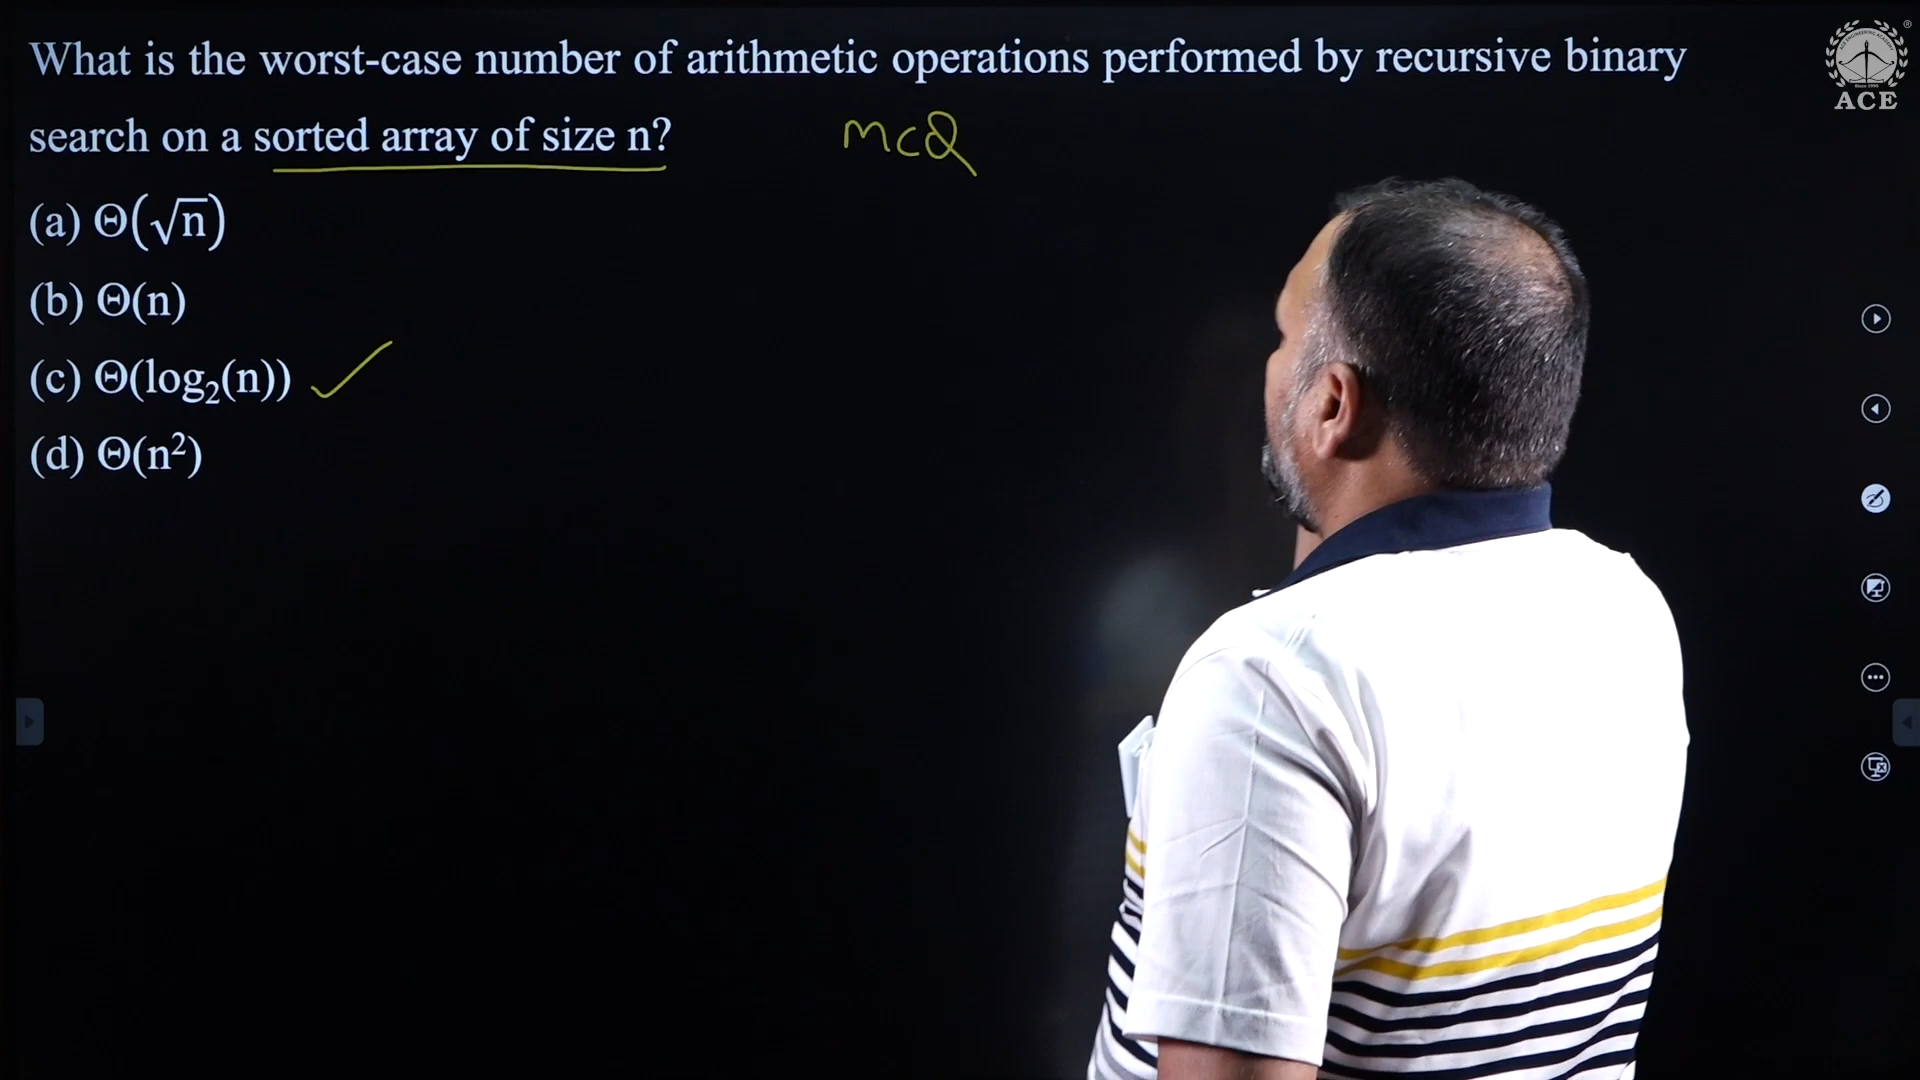 What is the worst-case number of arithmetic operations performed by recursive binary
search on a sorted array of size n?
MCQ
(a) Θ(√n)
(b) Θ(n)
(c) Θ(log₂(n)) ✓
(d) Θ(n²)
ACE